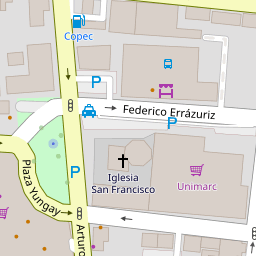 Copec
P
Federico Errázuriz
P
P
Iglesia
San Francisco
Unimarc
Plaza Yungay
Arturo